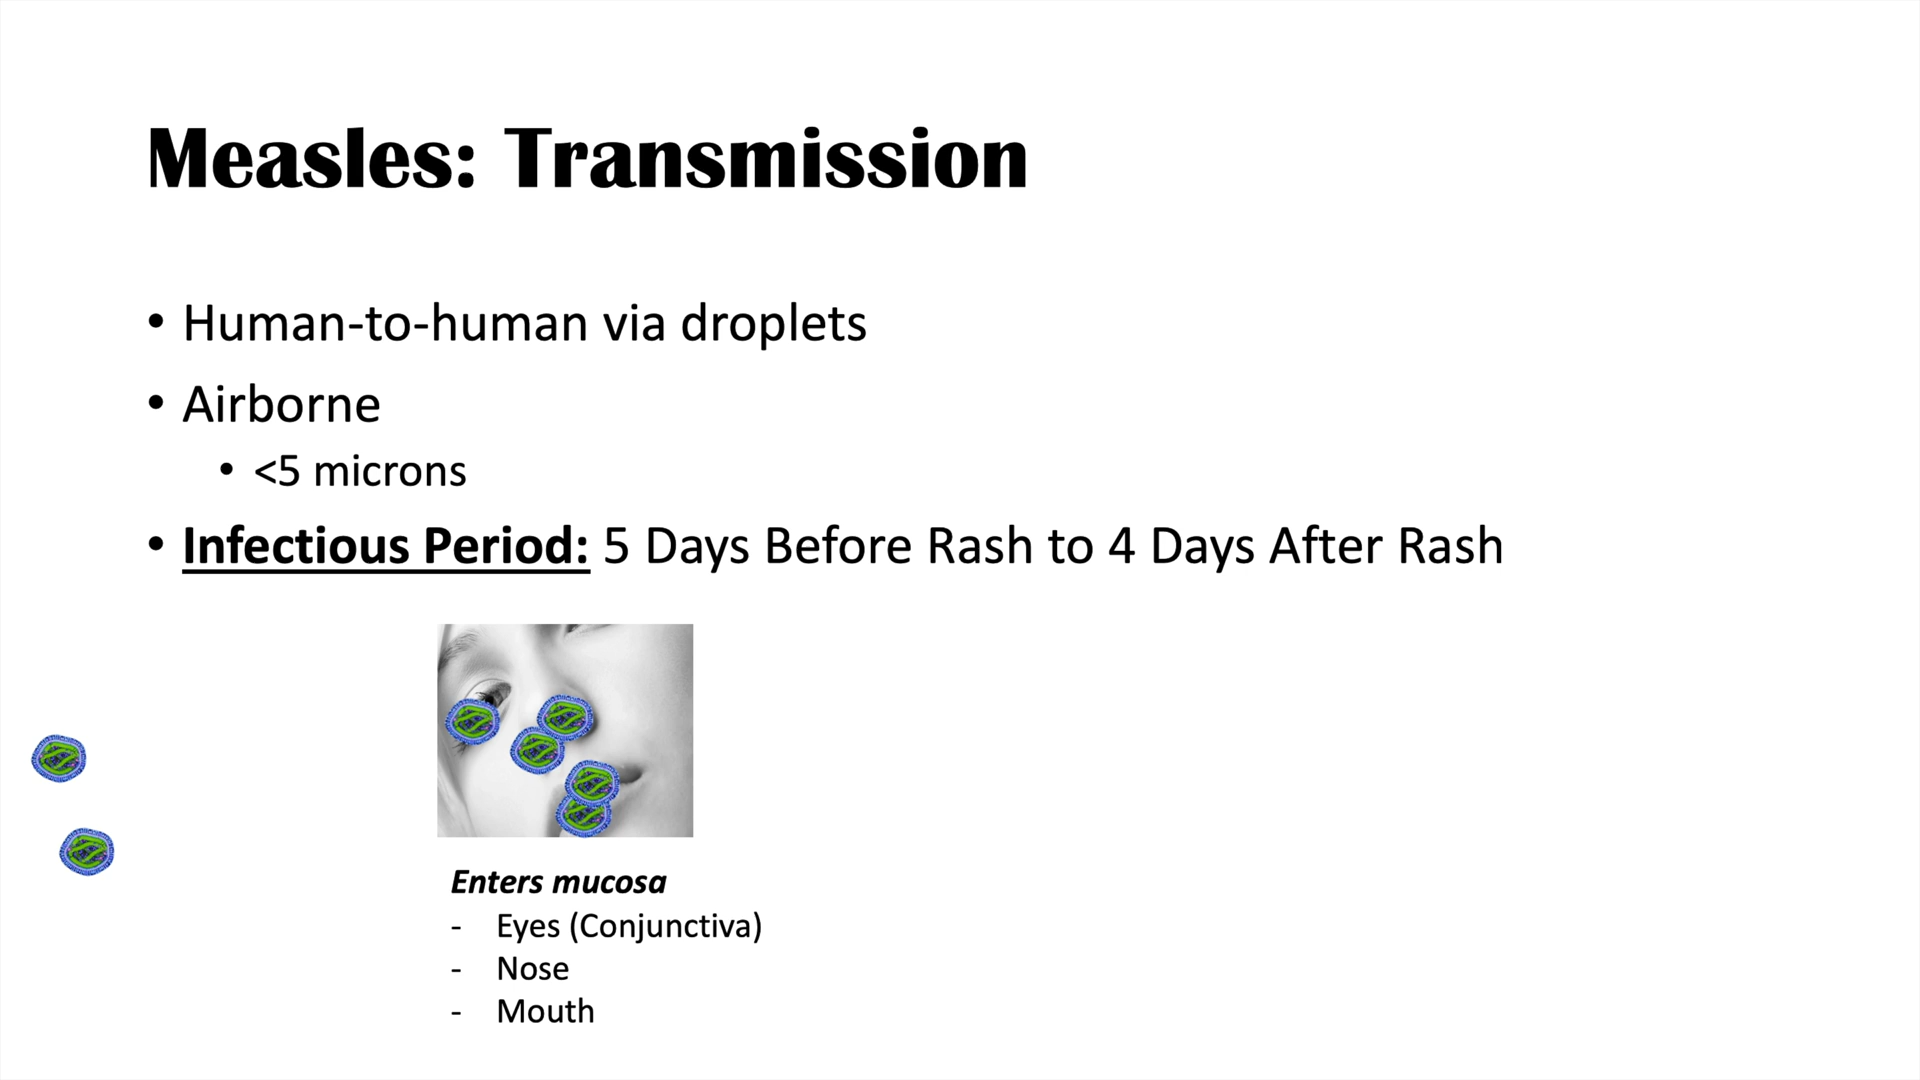 Measles: Transmission
• Human-to-human via droplets
• Airborne
• <5 microns
• Infectious Period: 5 Days Before Rash to 4 Days After Rash
Enters mucosa
- Eyes (Conjunctiva)
- Nose
- Mouth